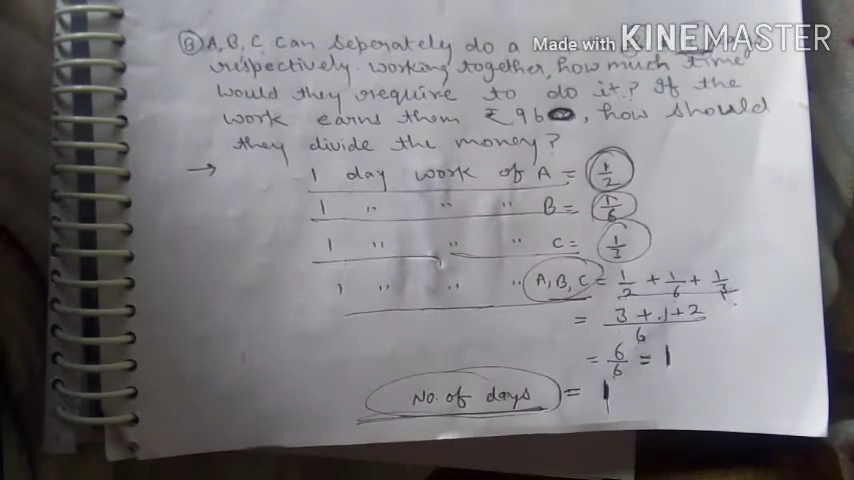 ③ A, B, C can seperately do a
Made with KINEMASTER
respectively. working together, how much time
would they require to do it? If the
work earns them ₹960, how should
they divide the money?
→ 1 day work of A = 1/2
1 " " " B = 1/6
1 " " " C = 1/3
1 " " " A, B, C = 1/2 + 1/6 + 1/3
= 3+1+2/6
= 6/6 = 1
No. of days = 1